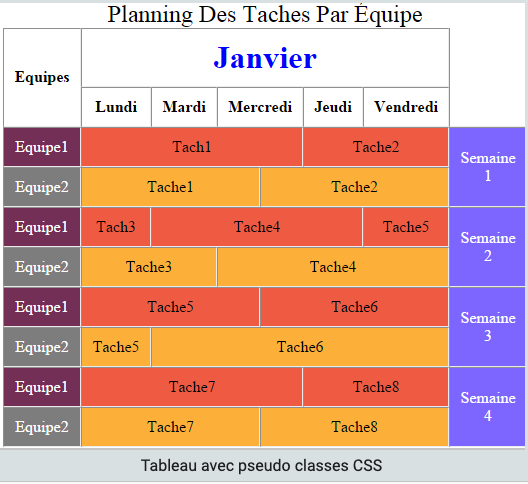 Planning Des Taches Par Équipe
Equipes
Janvier
Lundi Mardi Mercredi Jeudi Vendredi
Equipe1 Tach1 Tache2 Semaine 1
Equipe2 Tache1 Tache2
Equipe1 Tach3 Tache4 Tache5 Semaine 2
Equipe2 Tache3 Tache4
Equipe1 Tache5 Tache6 Semaine 3
Equipe2 Tache5 Tache6
Equipe1 Tache7 Tache8 Semaine 4
Equipe2 Tache7 Tache8
Tableau avec pseudo classes CSS